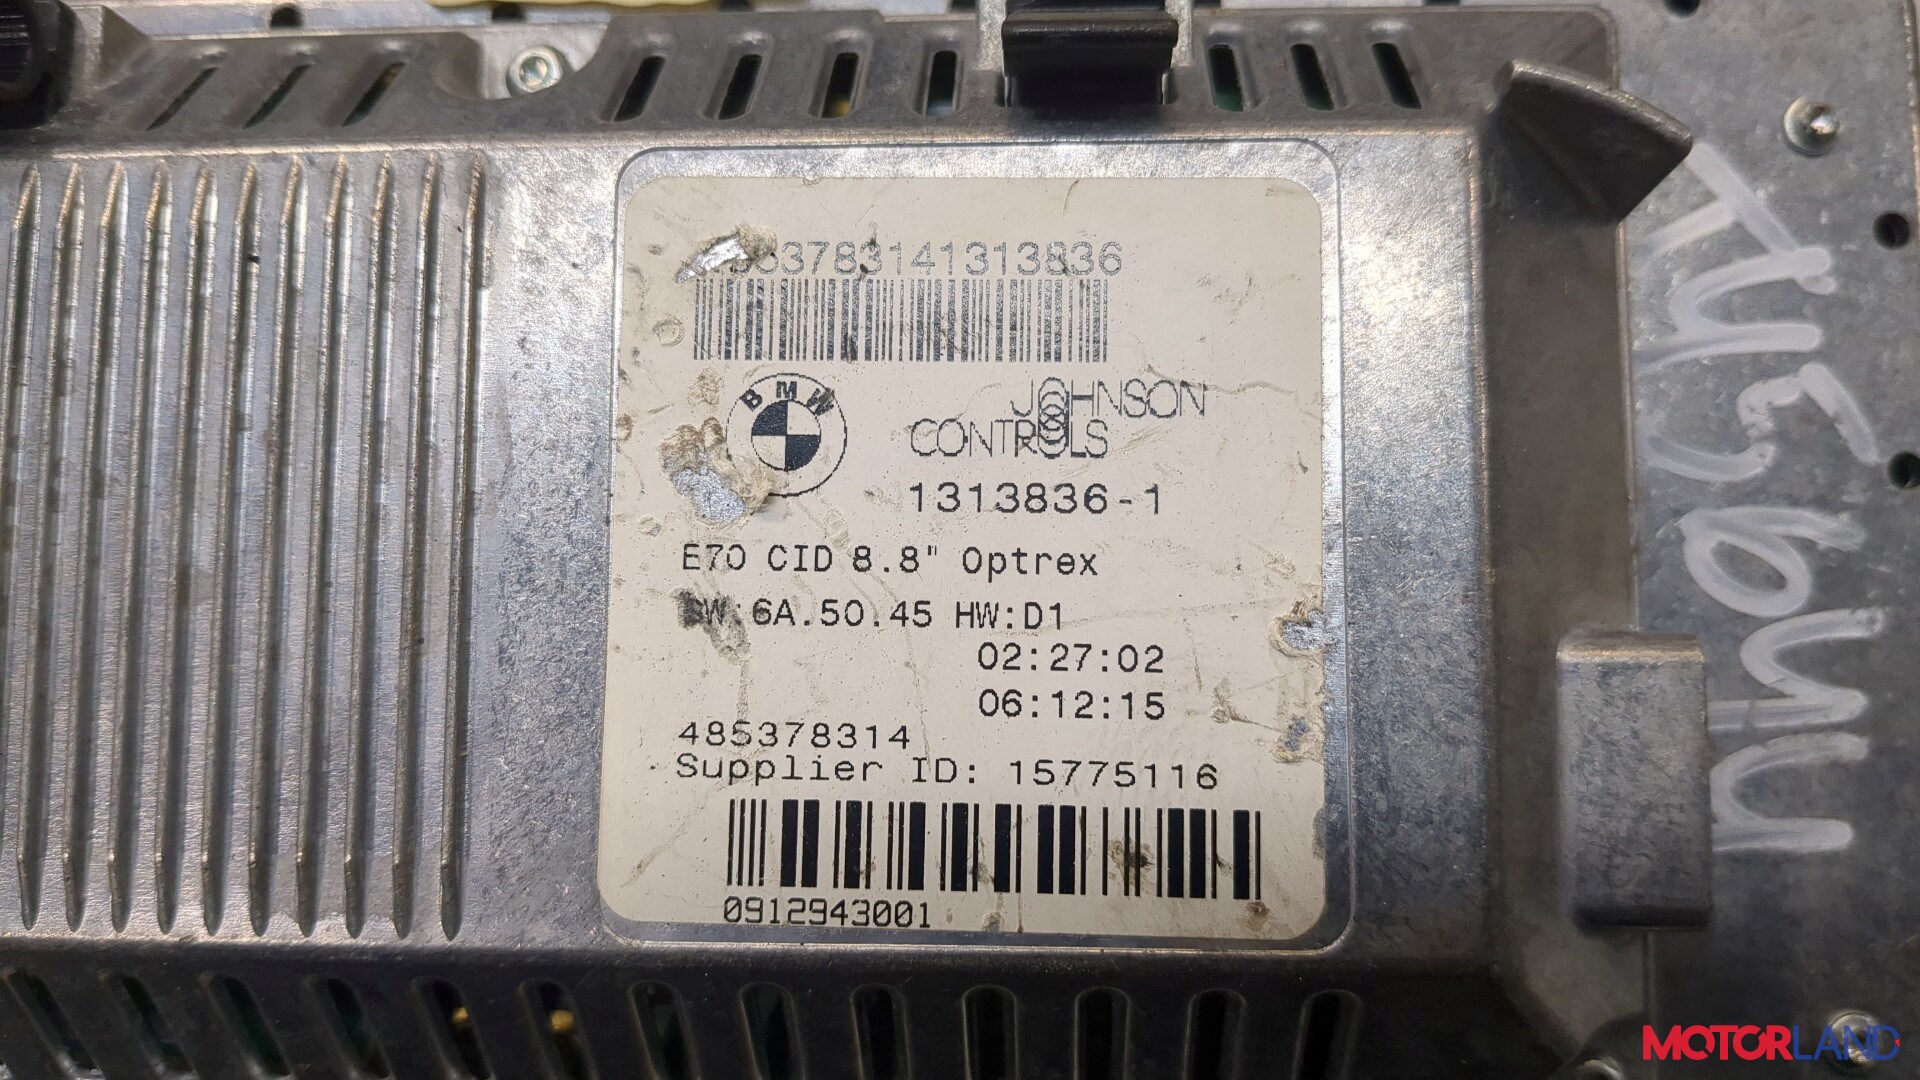 3783141313836
BMW
JOHNSON
CONTROLS
1313836-1
E70 CID 8.8" Optrex
SW:6A.50.45 HW:D1
02:27:02
06:12:15
485378314
Supplier ID: 15775116
0912943001
MOTORLAND